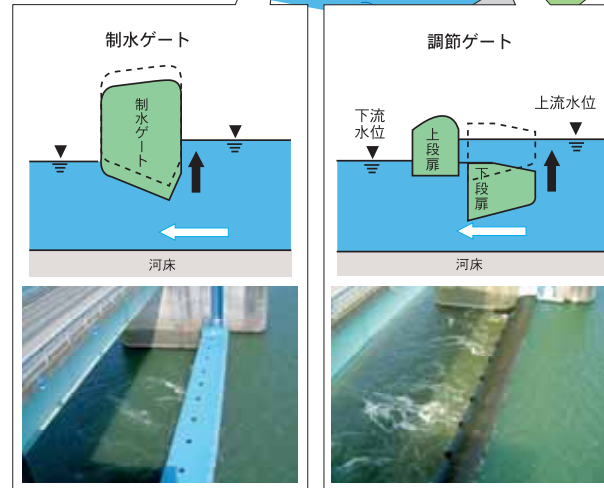 制水ゲート
制水ゲート
河床
調節ゲート
下流
水位
上流水位
上段扉
下段扉
河床